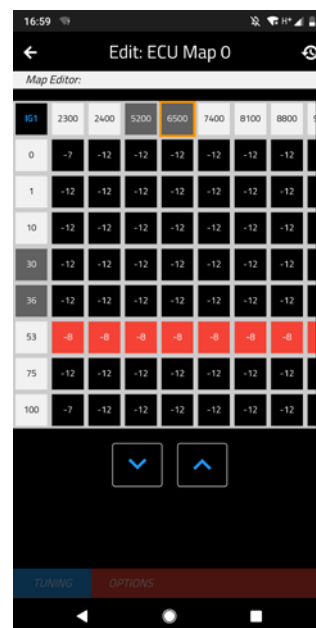 16:59 H+
Edit: ECU Map 0
Map Editor:
IG1 2300 2400 5200 6500 7400 8100 8800
0 -7 -12 -12 -12 -12 -12 -12
1 -12 -12 -12 -12 -12 -12 -12
10 -12 -12 -12 -12 -12 -12 -12
30 -12 -12 -12 -12 -12 -12 -12
36 -12 -12 -12 -12 -12 -12 -12
53 -8 -8 -8 -8 -8 -8 -8
75 -12 -12 -12 -12 -12 -12 -12
100 -7 -12 -12 -12 -12 -12 -12
TUNING OPTIONS